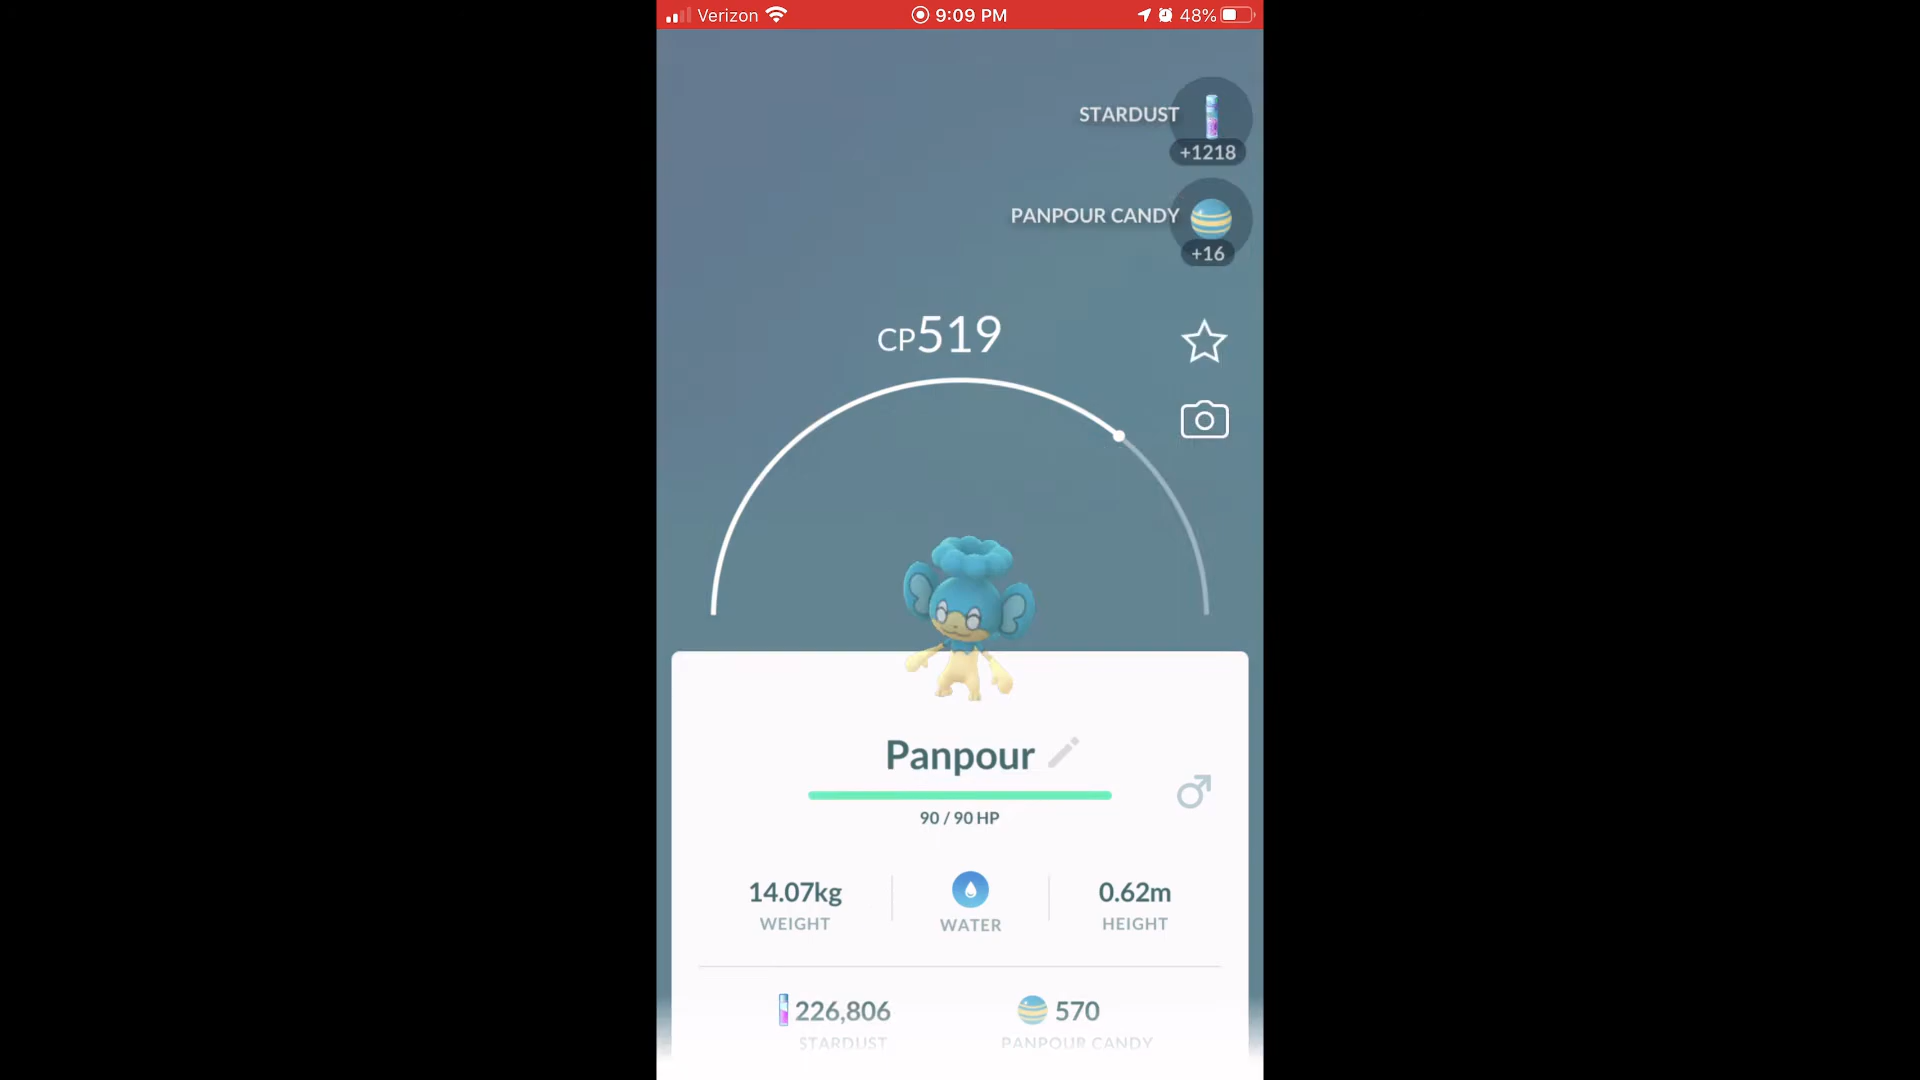 Verizon 9:09 PM 48%
STARDUST
+1218
PANPOUR CANDY
+16
CP519
Panpour
90 / 90 HP
14.07kg
WEIGHT
WATER
0.62m
HEIGHT
226,806
STARDUST
570
PANPOUR CANDY